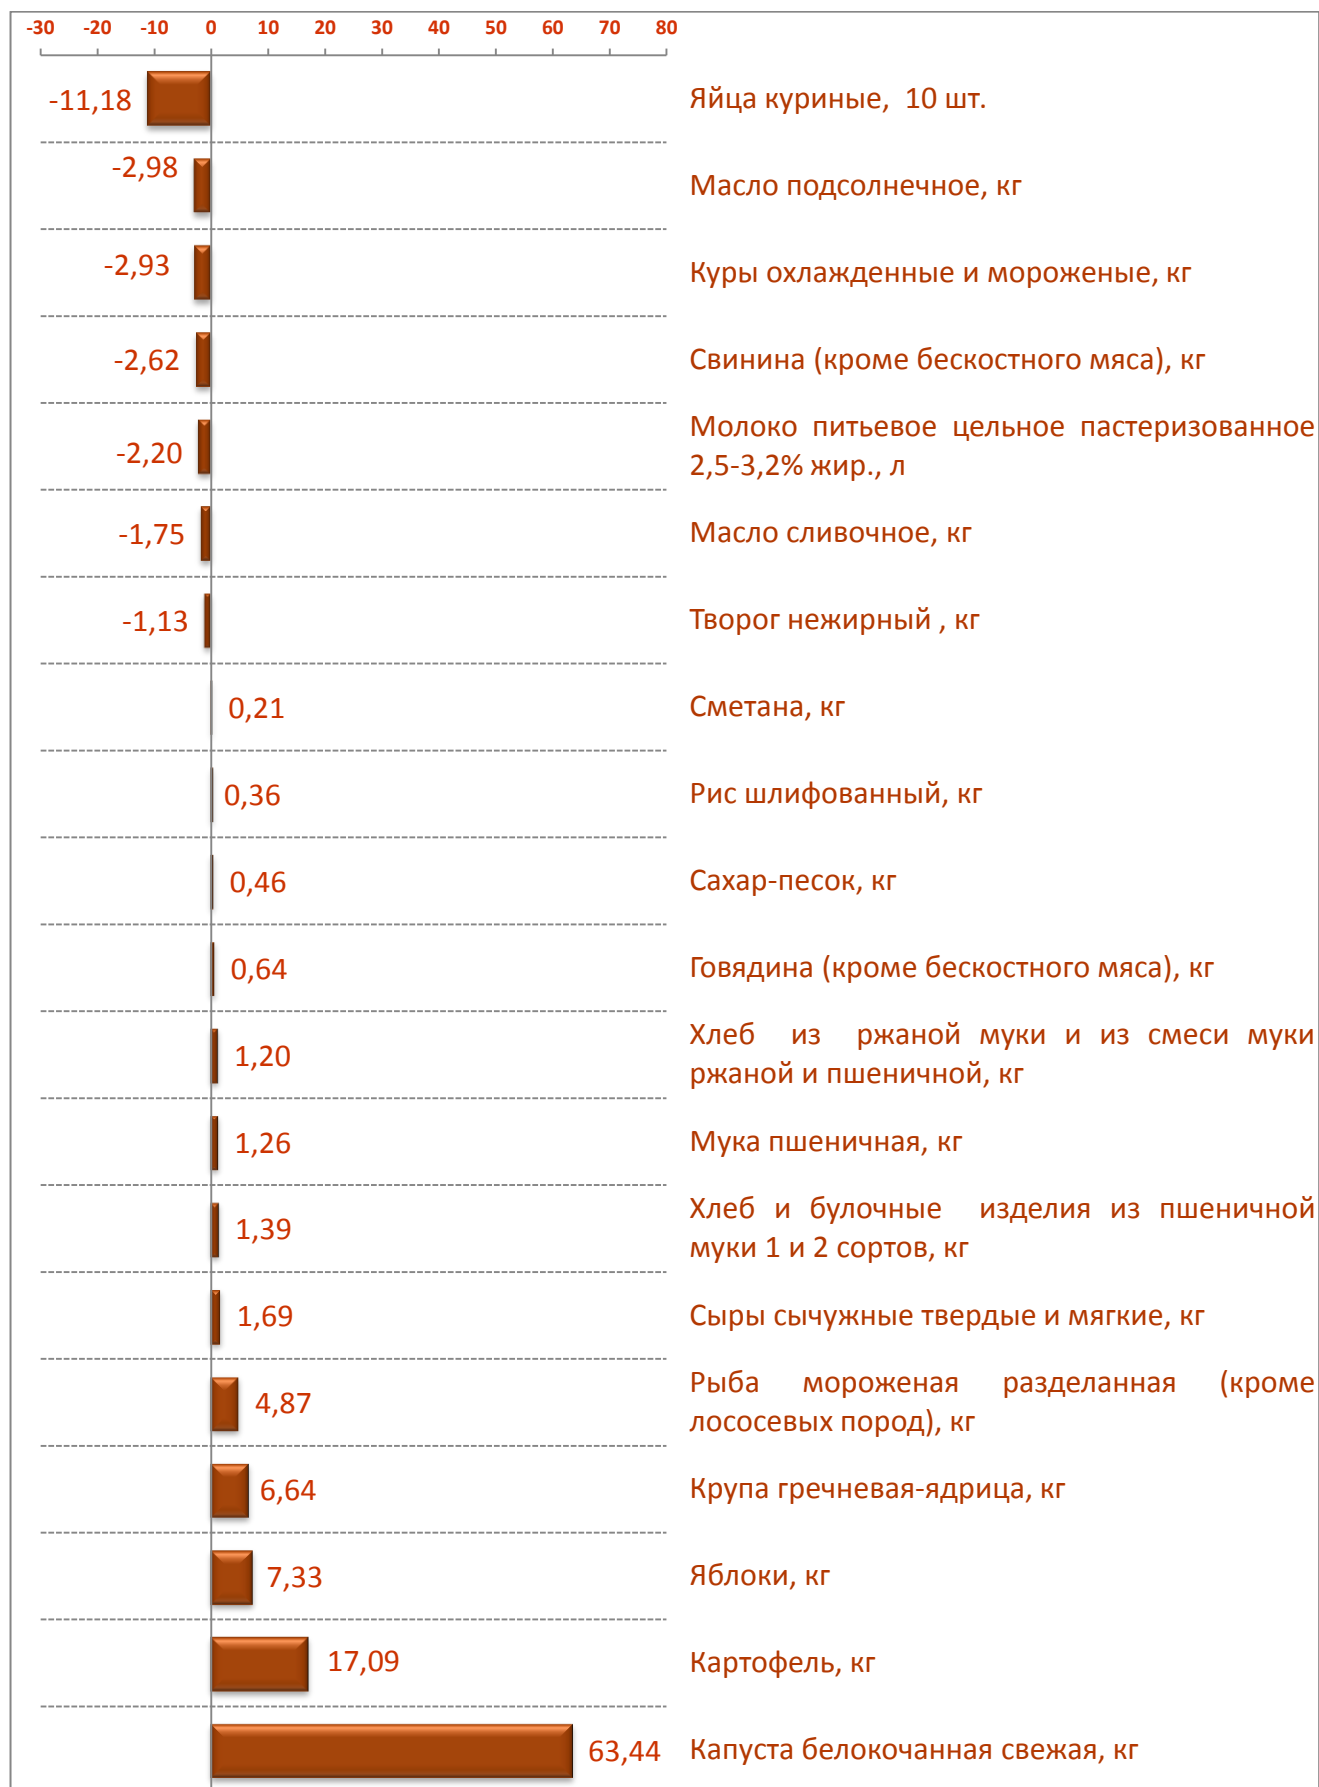 -30 -20 -10 0 10 20 30 40 50 60 70 80
-11,18 Яйца куриные, 10 шт.
-2,98 Масло подсолнечное, кг
-2,93 Куры охлажденные и мороженые, кг
-2,62 Свинина (кроме бескостного мяса), кг
-2,20 Молоко питьевое цельное пастеризованное
2,5-3,2% жир., л
-1,75 Масло сливочное, кг
-1,13 Творог нежирный , кг
0,21 Сметана, кг
0,36 Рис шлифованный, кг
0,46 Сахар-песок, кг
0,64 Говядина (кроме бескостного мяса), кг
1,20 Хлеб из ржаной муки и из смеси муки
ржаной и пшеничной, кг
1,26 Мука пшеничная, кг
1,39 Хлеб и булочные изделия из пшеничной
муки 1 и 2 сортов, кг
1,69 Сыры сычужные твердые и мягкие, кг
4,87 Рыба мороженая разделанная (кроме
лососевых пород), кг
6,64 Крупа гречневая-ядрица, кг
7,33 Яблоки, кг
17,09 Картофель, кг
63,44 Капуста белокочанная свежая, кг